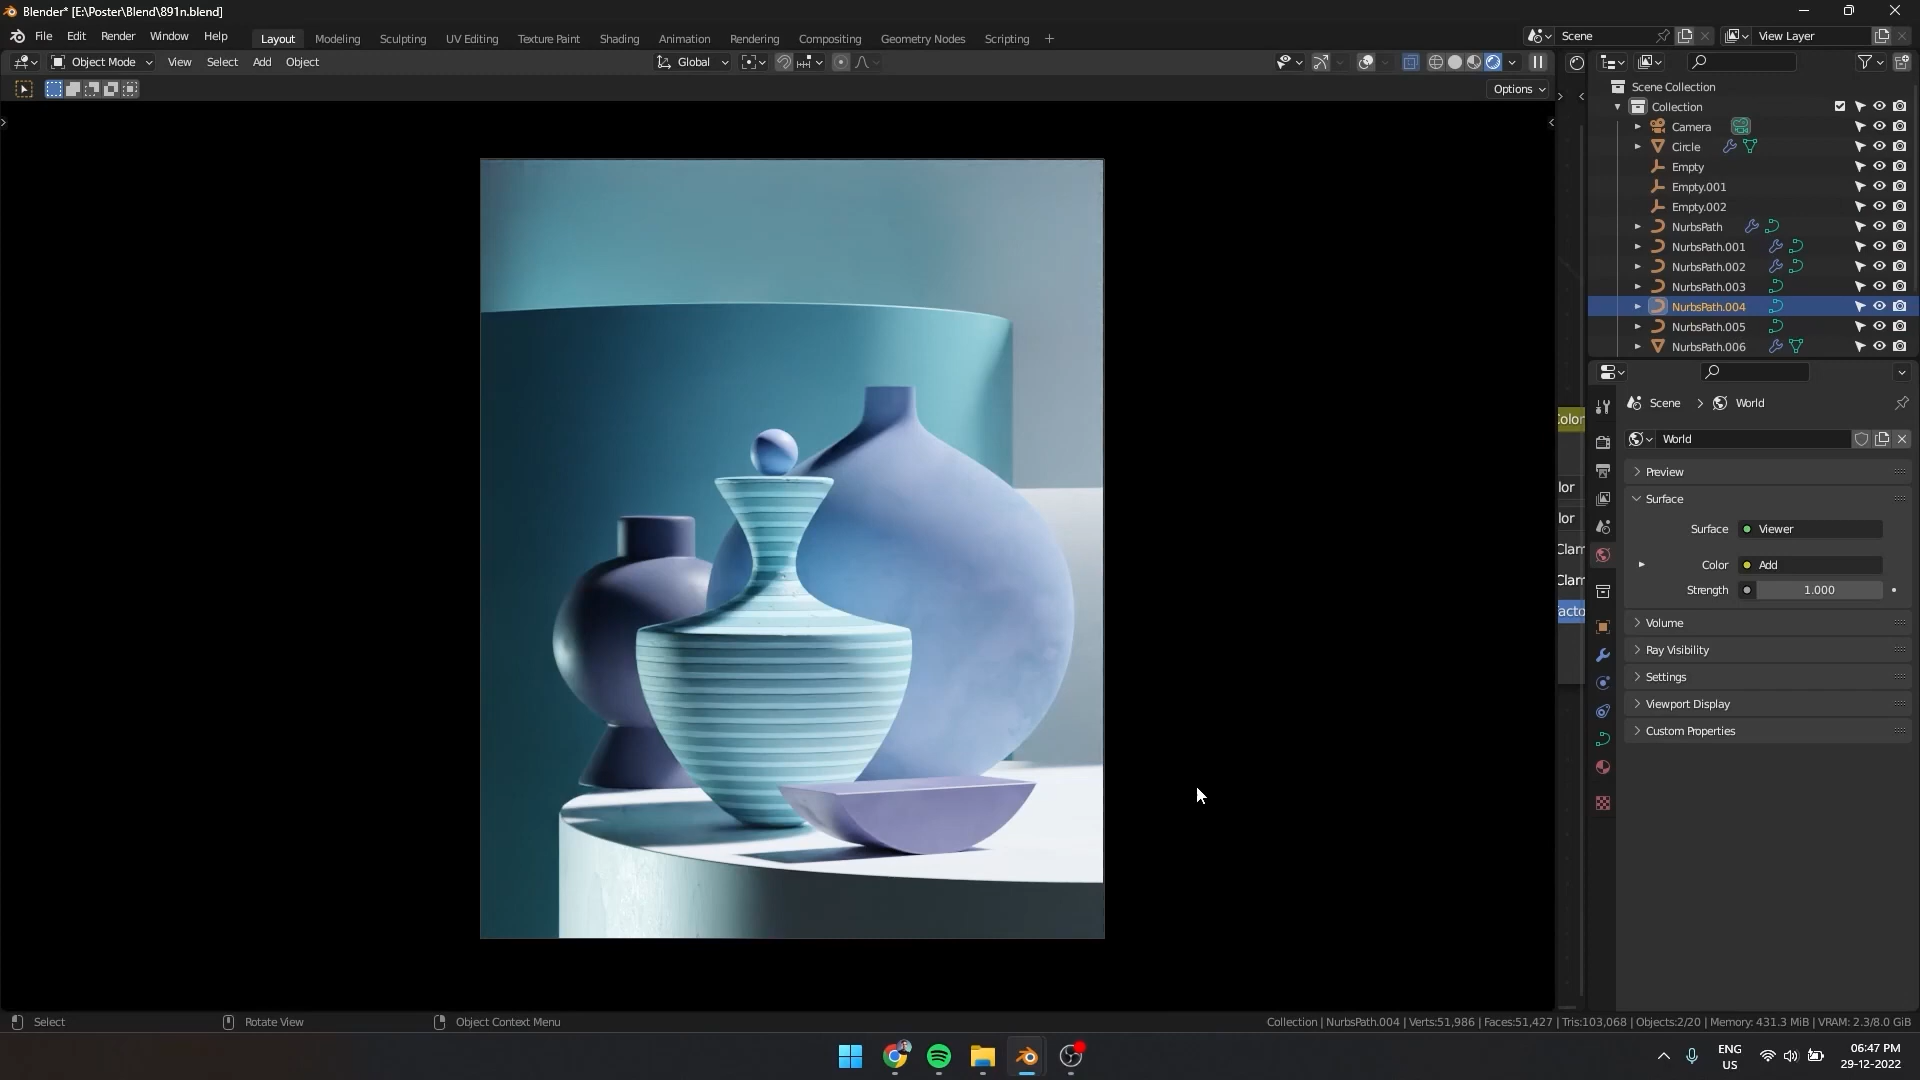 Blender* [E:\Poster\Blend\891n.blend]
File Edit Render Window Help Layout Modeling Sculpting UV Editing Texture Paint Shading Animation Rendering Compositing Geometry Nodes Scripting + Scene View Layer
Object Mode View Select Add Object Global
Options
Scene Collection
Collection
Camera
Circle
Empty
Empty.001
Empty.002
NurbsPath
NurbsPath.001
NurbsPath.002
NurbsPath.003
NurbsPath.004
NurbsPath.005
NurbsPath.006
Scene > World
World
Preview
Surface
Surface Viewer
Color Add
Strength 1.000
Volume
Ray Visibility
Settings
Viewport Display
Custom Properties
Color
lor
lor
Clam
Clam
Facto
Select Rotate View Object Context Menu
Collection | NurbsPath.004 | Verts:51,986 | Faces:51,427 | Tris:103,068 | Objects:2/20 | Memory: 431.3 MiB | VRAM: 2.3/8.0 GiB
ENG
US
06:47 PM
29-12-2022